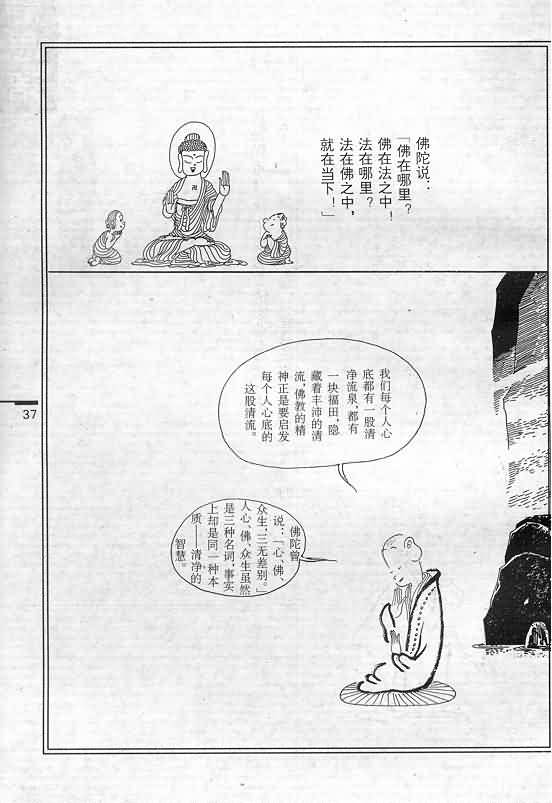 佛陀说：
「佛在哪里？
佛在法之中！
法在哪里？
法在佛之中，
就在当下！」
我们每个人心
底都有一股清
净流泉，都有
一块福田，隐
藏着丰沛的清
流，佛教的精
神正是要启发
每个人心底的
这股清流。
佛陀曾
说：「心、佛、
众生，三无差别。」
人心、佛、众生虽然
是三种名词，事实
上却是同一种本
质——清净的
智慧。
37